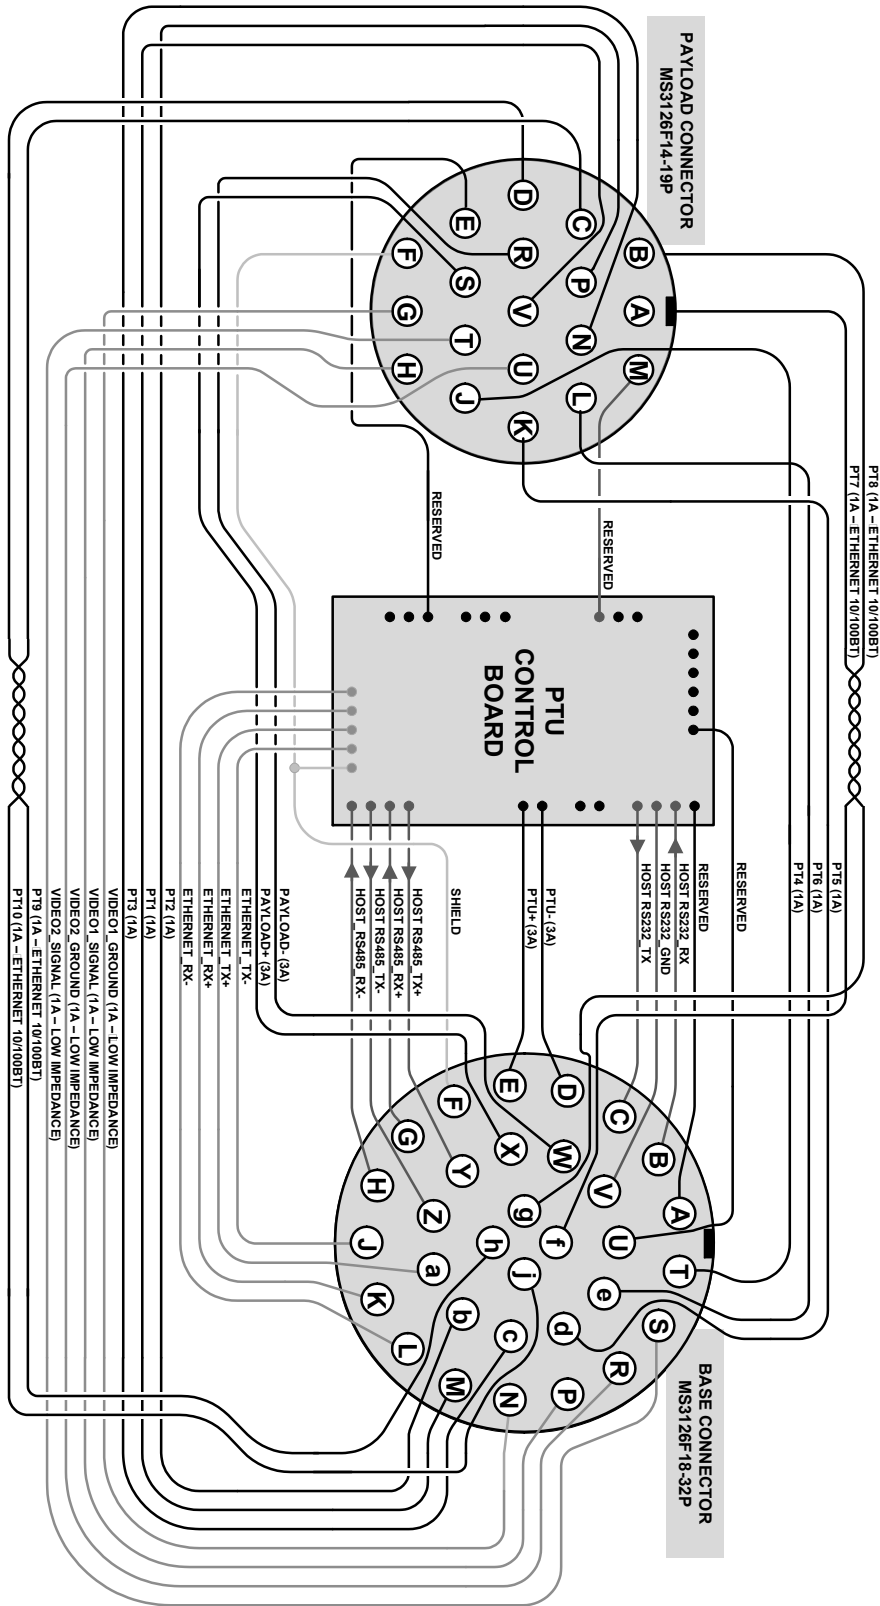 PT8 (1A – ETHERNET 10/100BT)
PT7 (1A – ETHERNET 10/100BT)
PT5 (1A)
PT6 (1A)
PT4 (1A)
PAYLOAD CONNECTOR
MS3126F14-19P
BASE CONNECTOR
MS3126F18-32P
B A M
C P N L
D R V U K
E S T J
F G H
RESERVED
RESERVED
PTU
CONTROL
BOARD
RESERVED
RESERVED
HOST RS232_RX
HOST RS232_GND
HOST RS232_TX
PTU- (3A)
PTU+ (3A)
SHIELD
HOST RS485_TX+
HOST RS485_RX+
HOST_RS485_TX-
HOST_RS485_RX-
A T
B S
C U R
V e
D W d P
f
g j
E X c N
h
Y b
F M
Z a
G L
H K
J
PAYLOAD- (3A)
PAYLOAD+ (3A)
ETHERNET_TX-
ETHERNET_TX+
ETHERNET_RX+
ETHERNET_RX-
PT2 (1A)
PT1 (1A)
PT3 (1A)
VIDEO1_GROUND (1A – LOW IMPEDANCE)
VIDEO1_SIGNAL (1A – LOW IMPEDANCE)
VIDEO2_GROUND (1A – LOW IMPEDANCE)
VIDEO2_SIGNAL (1A – LOW IMPEDANCE)
PT9 (1A – ETHERNET 10/100BT)
PT10 (1A – ETHERNET 10/100BT)